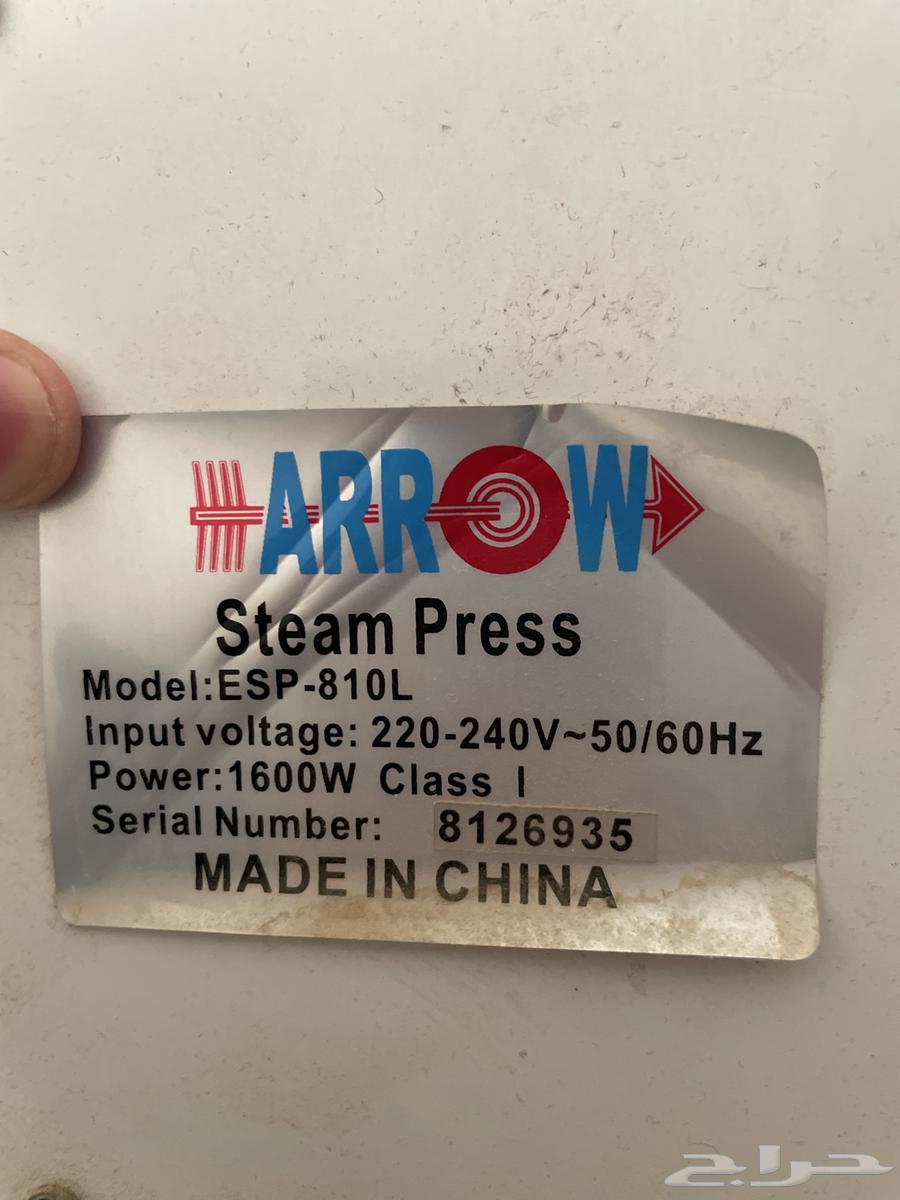 ARROW
Steam Press
Model:ESP-810L
Input voltage: 220-240V~50/60Hz
Power:1600W Class I
Serial Number: 8126935
MADE IN CHINA
حراج